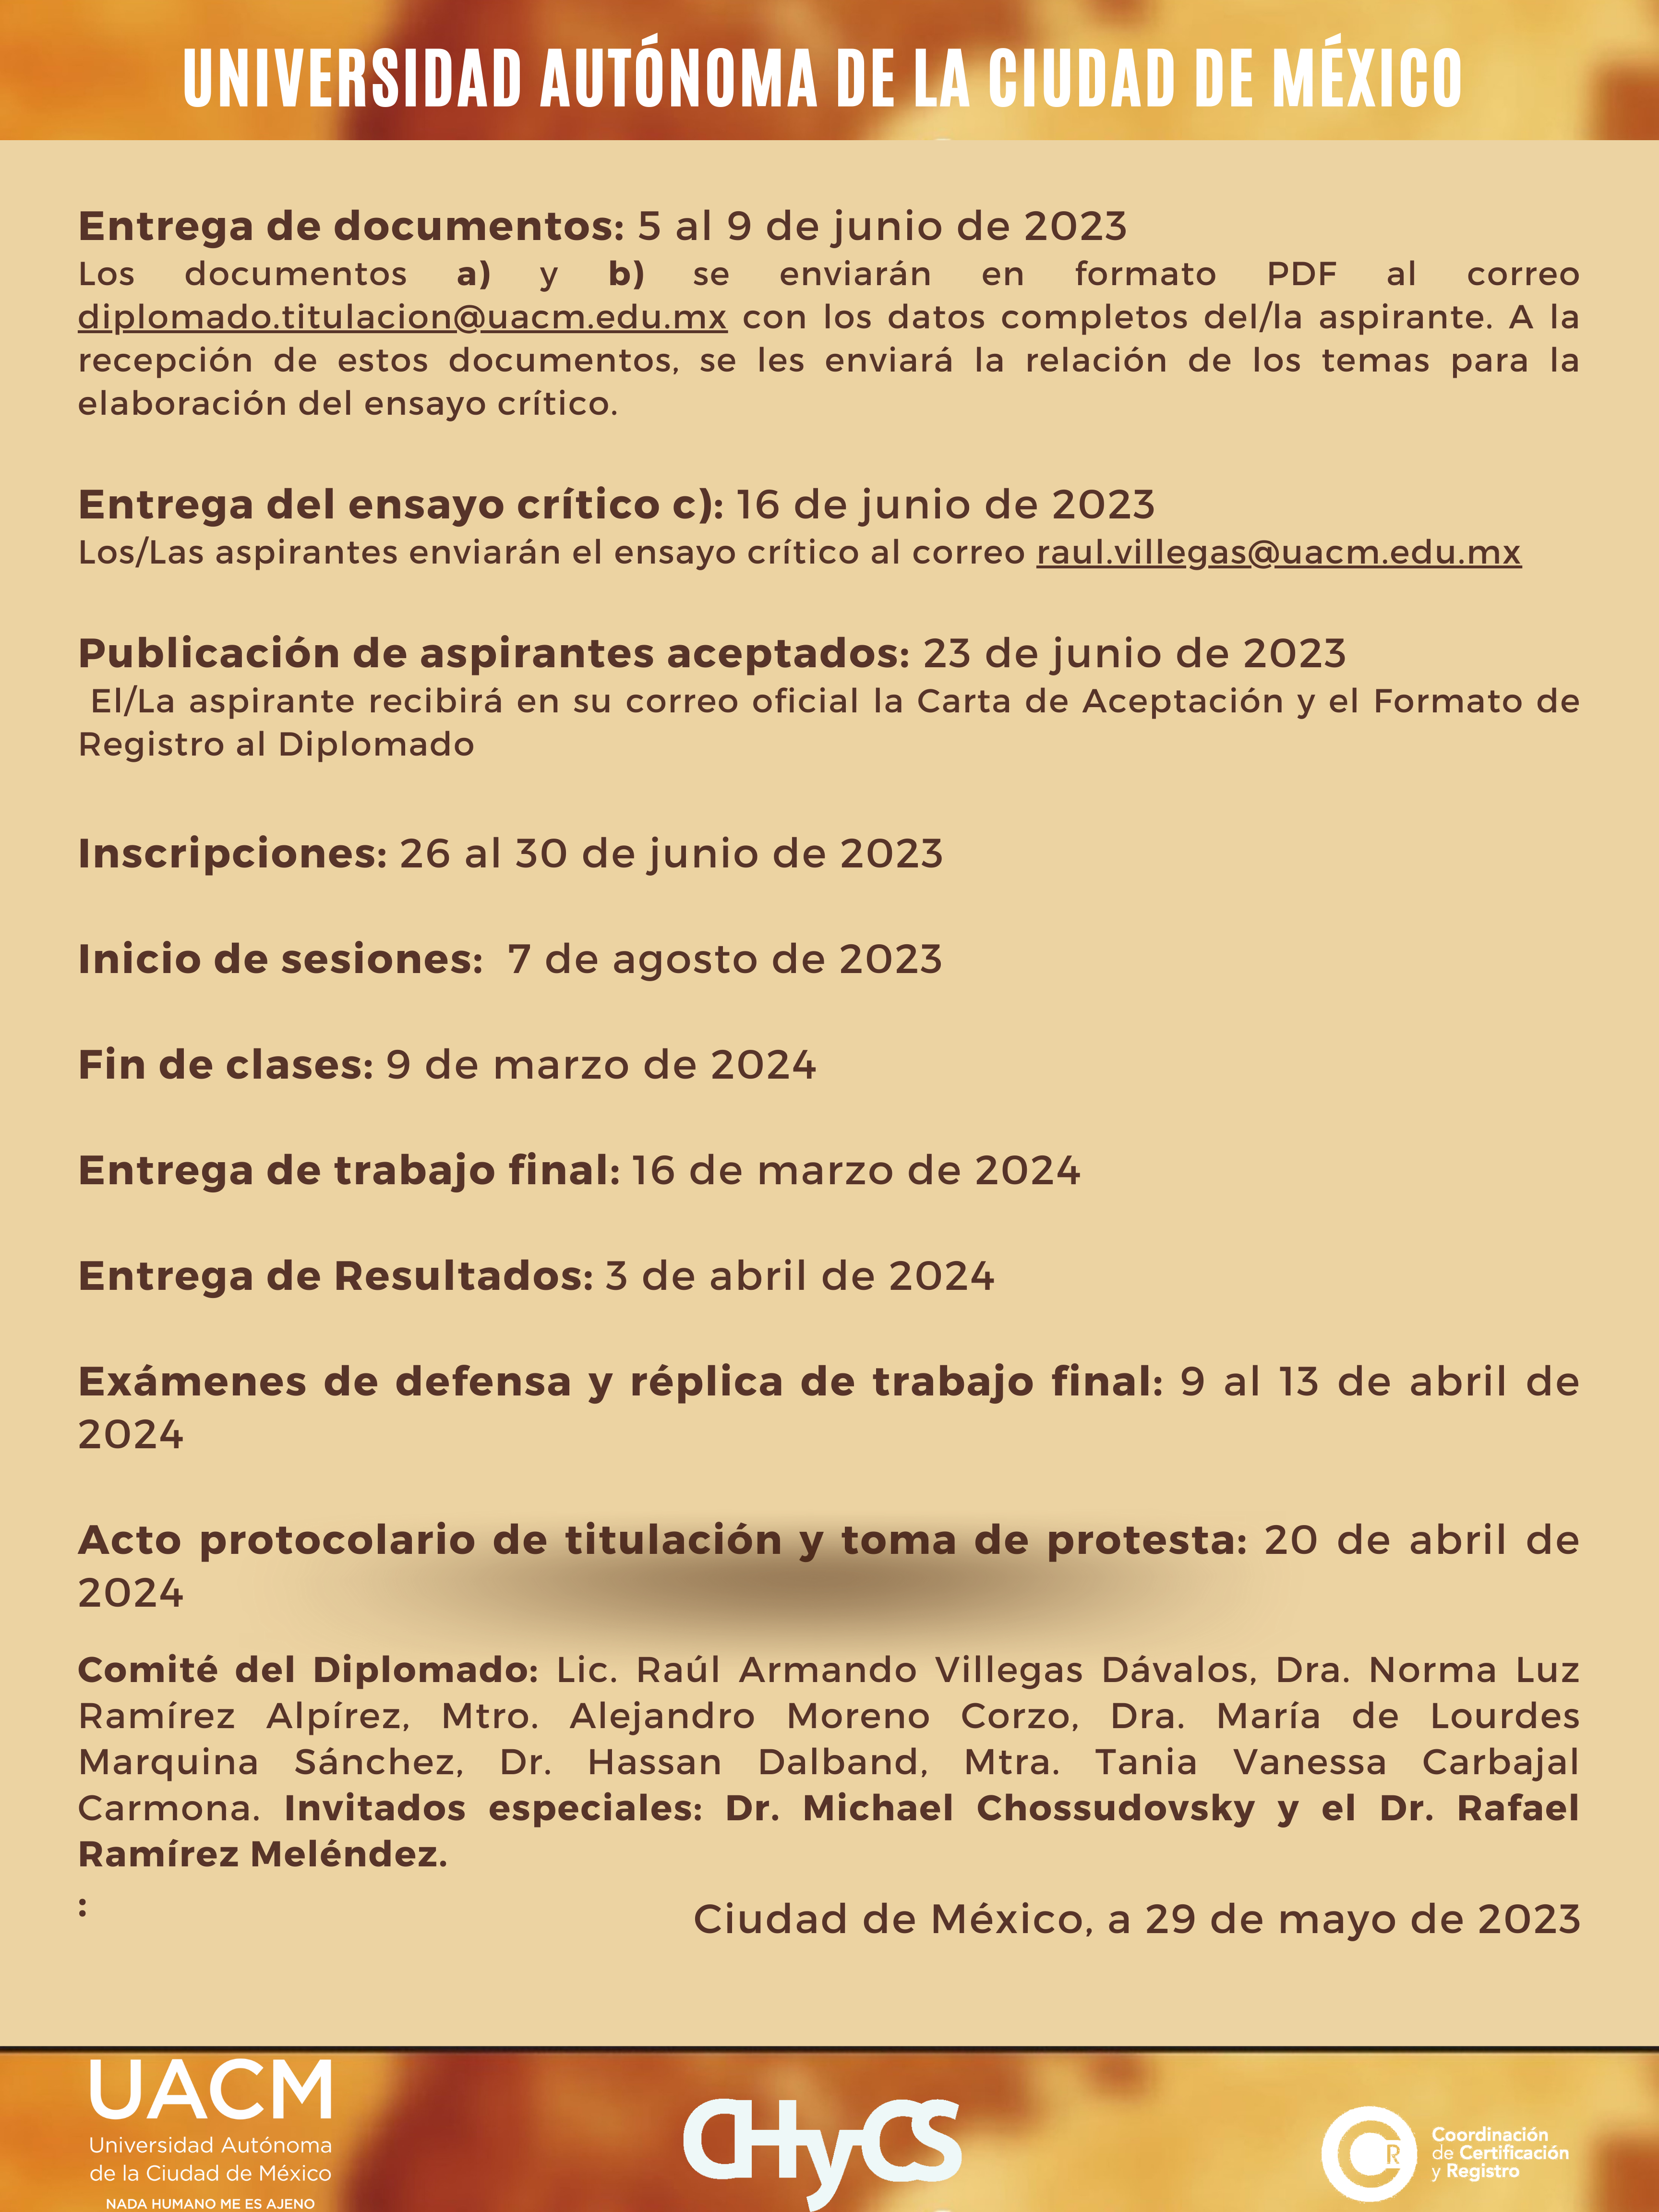 UNIVERSIDAD AUTÓNOMA DE LA CIUDAD DE MÉXICO
Entrega de documentos: 5 al 9 de junio de 2023
Los documentos a) y b) se enviarán en formato PDF al correo
diplomado.titulacion@uacm.edu.mx con los datos completos del/la aspirante. A la
recepción de estos documentos, se les enviará la relación de los temas para la
elaboración del ensayo crítico.
Entrega del ensayo crítico c): 16 de junio de 2023
Los/Las aspirantes enviarán el ensayo crítico al correo raul.villegas@uacm.edu.mx
Publicación de aspirantes aceptados: 23 de junio de 2023
El/La aspirante recibirá en su correo oficial la Carta de Aceptación y el Formato de
Registro al Diplomado
Inscripciones: 26 al 30 de junio de 2023
Inicio de sesiones: 7 de agosto de 2023
Fin de clases: 9 de marzo de 2024
Entrega de trabajo final: 16 de marzo de 2024
Entrega de Resultados: 3 de abril de 2024
Exámenes de defensa y réplica de trabajo final: 9 al 13 de abril de
2024
Acto protocolario de titulación y toma de protesta: 20 de abril de
2024
Comité del Diplomado: Lic. Raúl Armando Villegas Dávalos, Dra. Norma Luz
Ramírez Alpírez, Mtro. Alejandro Moreno Corzo, Dra. María de Lourdes
Marquina Sánchez, Dr. Hassan Dalband, Mtra. Tania Vanessa Carbajal
Carmona. Invitados especiales: Dr. Michael Chossudovsky y el Dr. Rafael
Ramírez Meléndez.
:
Ciudad de México, a 29 de mayo de 2023
UACM
Universidad Autónoma
de la Ciudad de México
NADA HUMANO ME ES AJENO
CHyCS
CR
Coordinación
de Certificación
y Registro